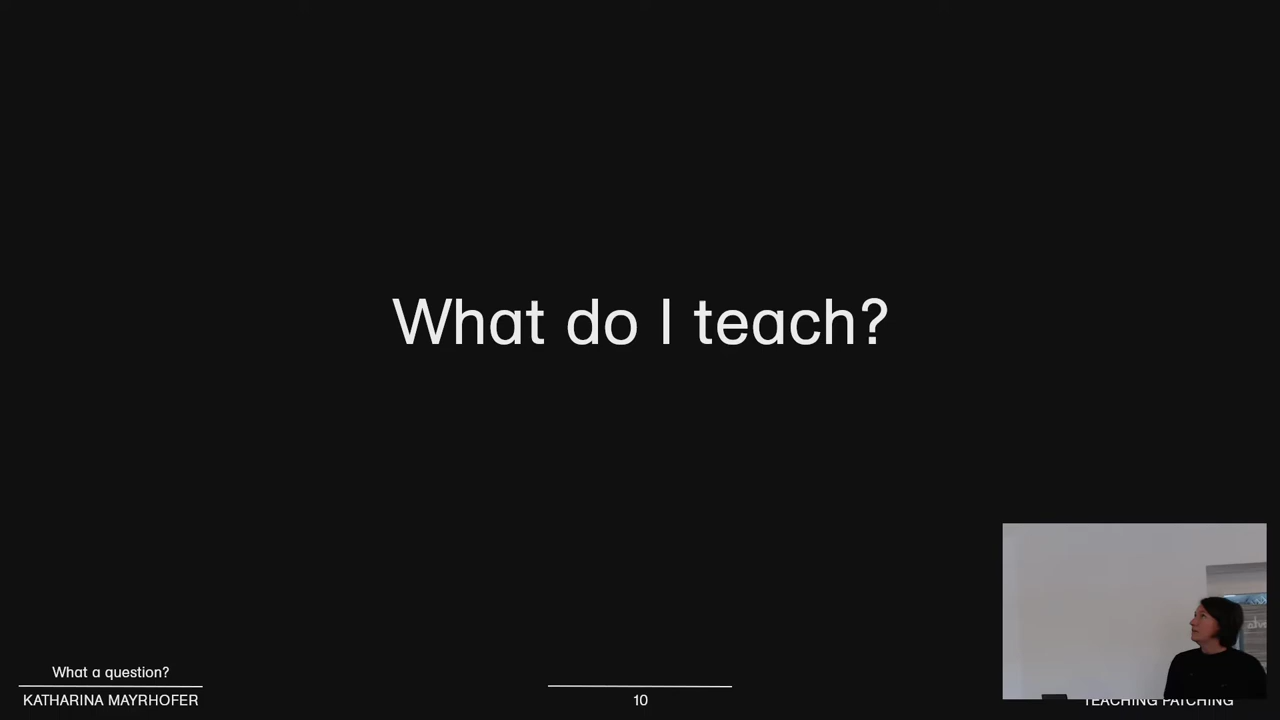 What do I teach?
What a question?
KATHARINA MAYRHOFER
10
TEACHING PATCHING